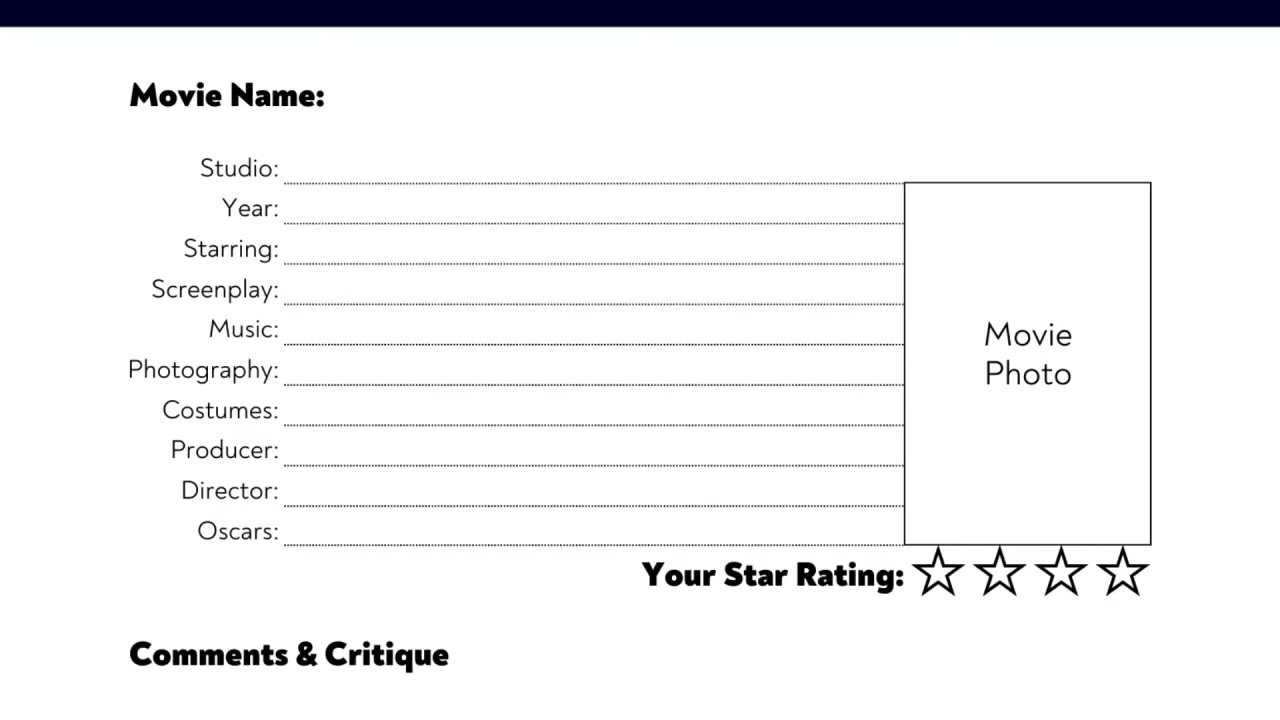 Movie Name:
Studio:
Year:
Starring:
Screenplay:
Music:
Photography:
Costumes:
Producer:
Director:
Oscars:
Movie
Photo
Your Star Rating:
Comments & Critique